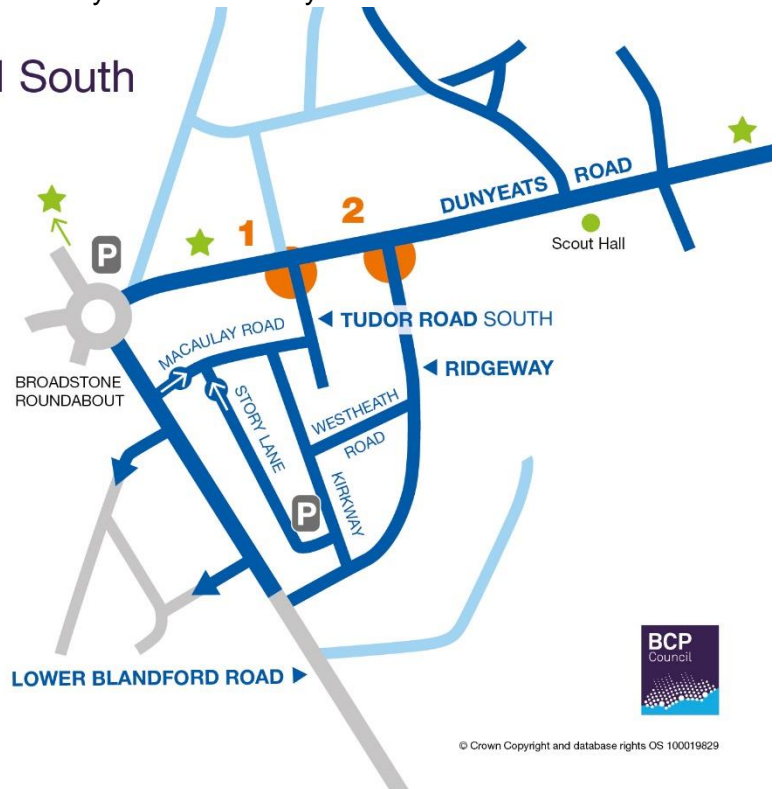 South
P
1
2
DUNYEATS ROAD
Scout Hall
TUDOR ROAD SOUTH
MACAULAY ROAD
BROADSTONE
ROUNDABOUT
RIDGEWAY
STORY LANE
WESTHEATH
ROAD
KIRKWAY
P
LOWER BLANDFORD ROAD
BCP
Council
© Crown Copyright and database rights OS 100019829